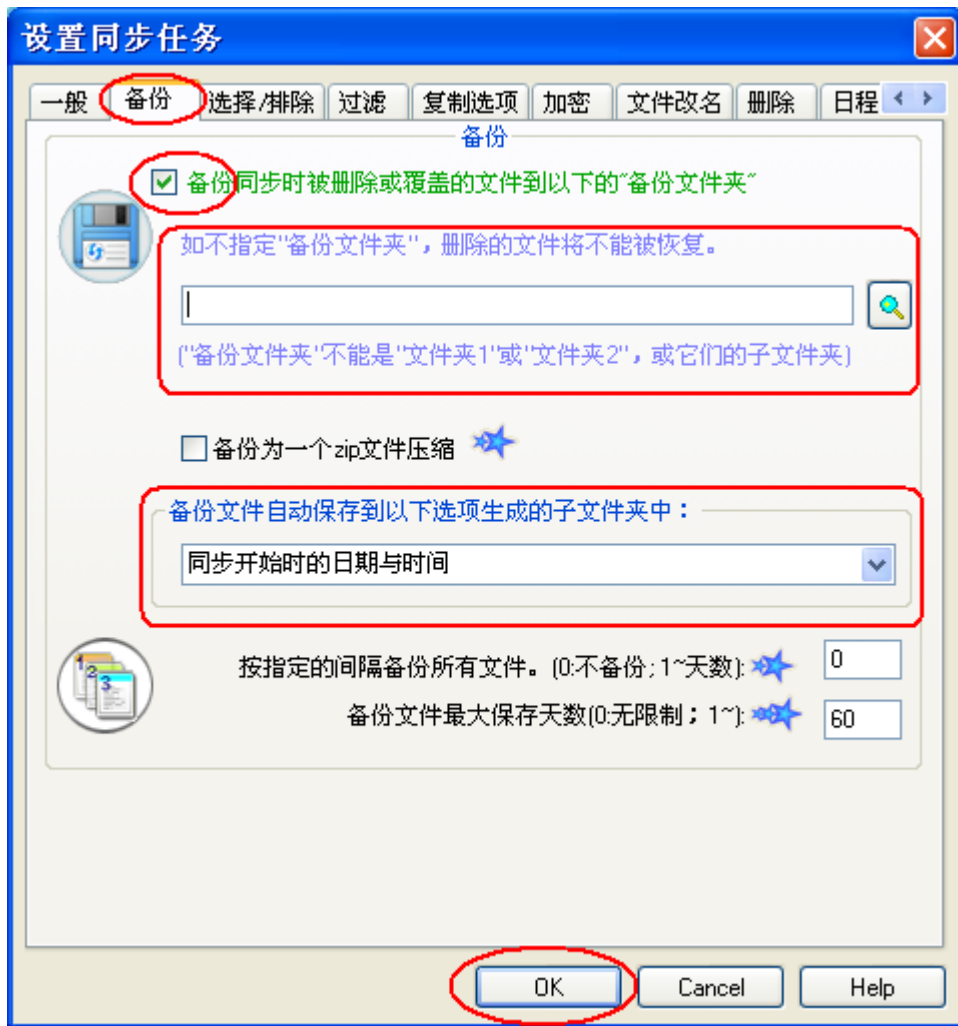 设置同步任务
一般 备份 选择/排除 过滤 复制选项 加密 文件改名 删除 日程
备份
备份同步时被删除或覆盖的文件到以下的"备份文件夹"
如不指定"备份文件夹"，删除的文件将不能被恢复。
("备份文件夹"不能是"文件夹1"或"文件夹2"，或它们的子文件夹)
备份为一个zip文件压缩
备份文件自动保存到以下选项生成的子文件夹中：
同步开始时的日期与时间
按指定的间隔备份所有文件。(0:不备份; 1~天数): 0
备份文件最大保存天数(0:无限制；1~): 60
OK Cancel Help